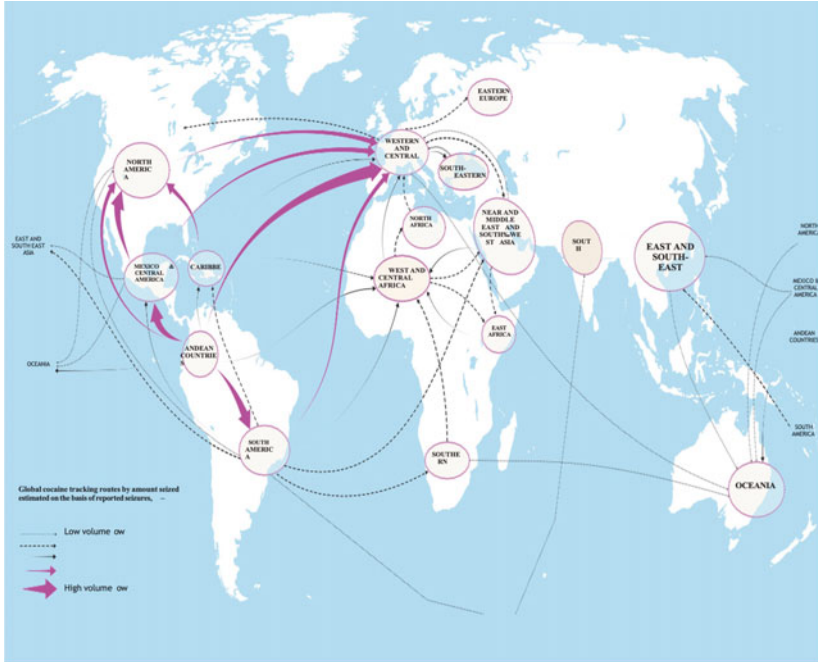 EASTERN
EUROPE
WESTERN
AND
CENTRAL
NORTH
AMERIC
A
SOUTH-
EASTERN
NORTH
AFRICA
NEAR AND
MIDDLE
EAST AND
SOUTH-WE
ST ASIA
SOUT
H
EAST AND
SOUTH-
EAST
NORTH
AMERICA
EAST AND
SOUTH EAST
ASIA
MEXICO &
CENTRAL
AMERICA
CARIBBE
WEST AND
CENTRAL
AFRICA
MEXICO &
CENTRAL
AMERICA
EAST
AFRICA
ANDEAN
COUNTRIES
ANDEAN
COUNTRIE
S
OCEANIA
SOUTH
AMERICA
SOUTH
AMERIC
A
SOUTHE
RN
OCEANIA
Global cocaine tracking routes by amount seized
estimated on the basis of reported seizures, –
Low volume ow
High volume ow